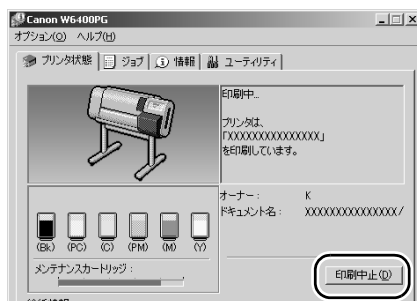 Canon W6400PG
オプション(O) ヘルプ(H)
プリンタ状態 ジョブ 情報 ユーティリティ
印刷中...
プリンタは、
「XXXXXXXXXXXXXXX」
を印刷しています。
オーナー： K
ドキュメント名： XXXXXXXXXXXXXXX/
(Bk) (PC) (C) (PM) (M) (Y)
メンテナンスカートリッジ：
印刷中止(D)